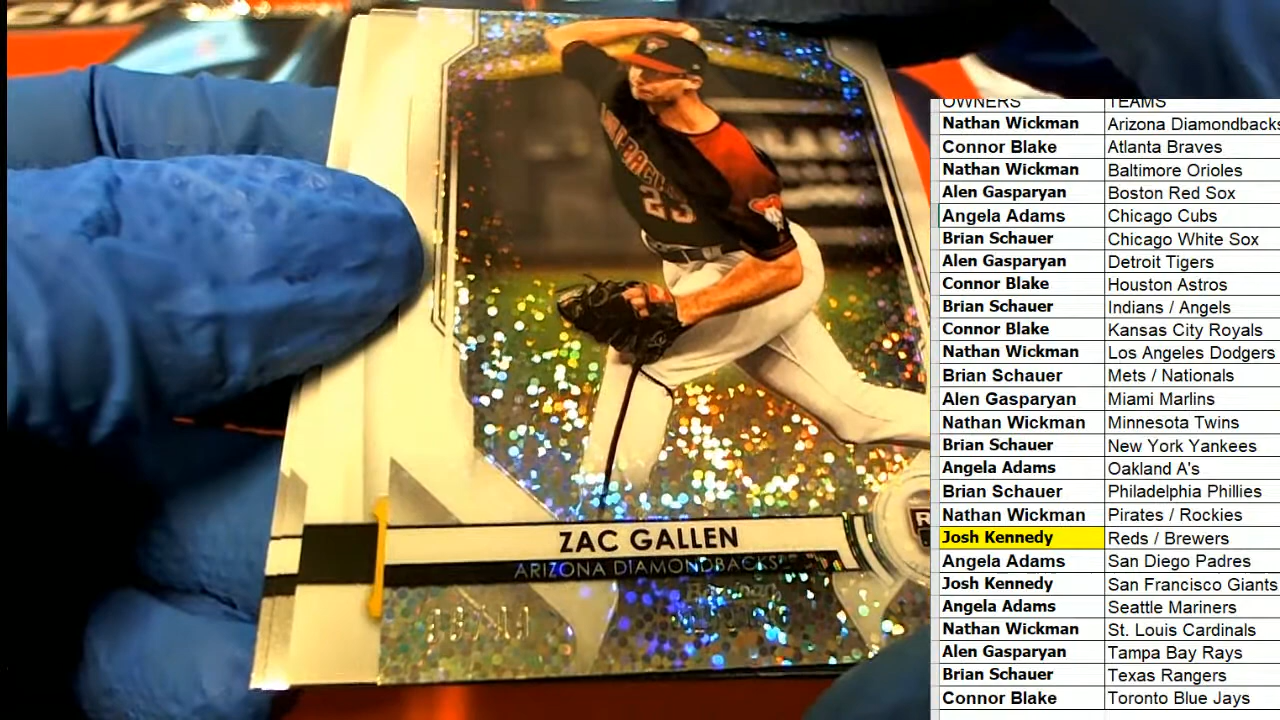 ZAC GALLEN
ARIZONA DIAMONDBACKS
23
OWNERS TEAMS
Nathan Wickman Arizona Diamondbacks
Connor Blake Atlanta Braves
Nathan Wickman Baltimore Orioles
Alen Gasparyan Boston Red Sox
Angela Adams Chicago Cubs
Brian Schauer Chicago White Sox
Alen Gasparyan Detroit Tigers
Connor Blake Houston Astros
Brian Schauer Indians / Angels
Connor Blake Kansas City Royals
Nathan Wickman Los Angeles Dodgers
Brian Schauer Mets / Nationals
Alen Gasparyan Miami Marlins
Nathan Wickman Minnesota Twins
Brian Schauer New York Yankees
Angela Adams Oakland A's
Brian Schauer Philadelphia Phillies
Nathan Wickman Pirates / Rockies
Josh Kennedy Reds / Brewers
Angela Adams San Diego Padres
Josh Kennedy San Francisco Giants
Angela Adams Seattle Mariners
Nathan Wickman St. Louis Cardinals
Alen Gasparyan Tampa Bay Rays
Brian Schauer Texas Rangers
Connor Blake Toronto Blue Jays